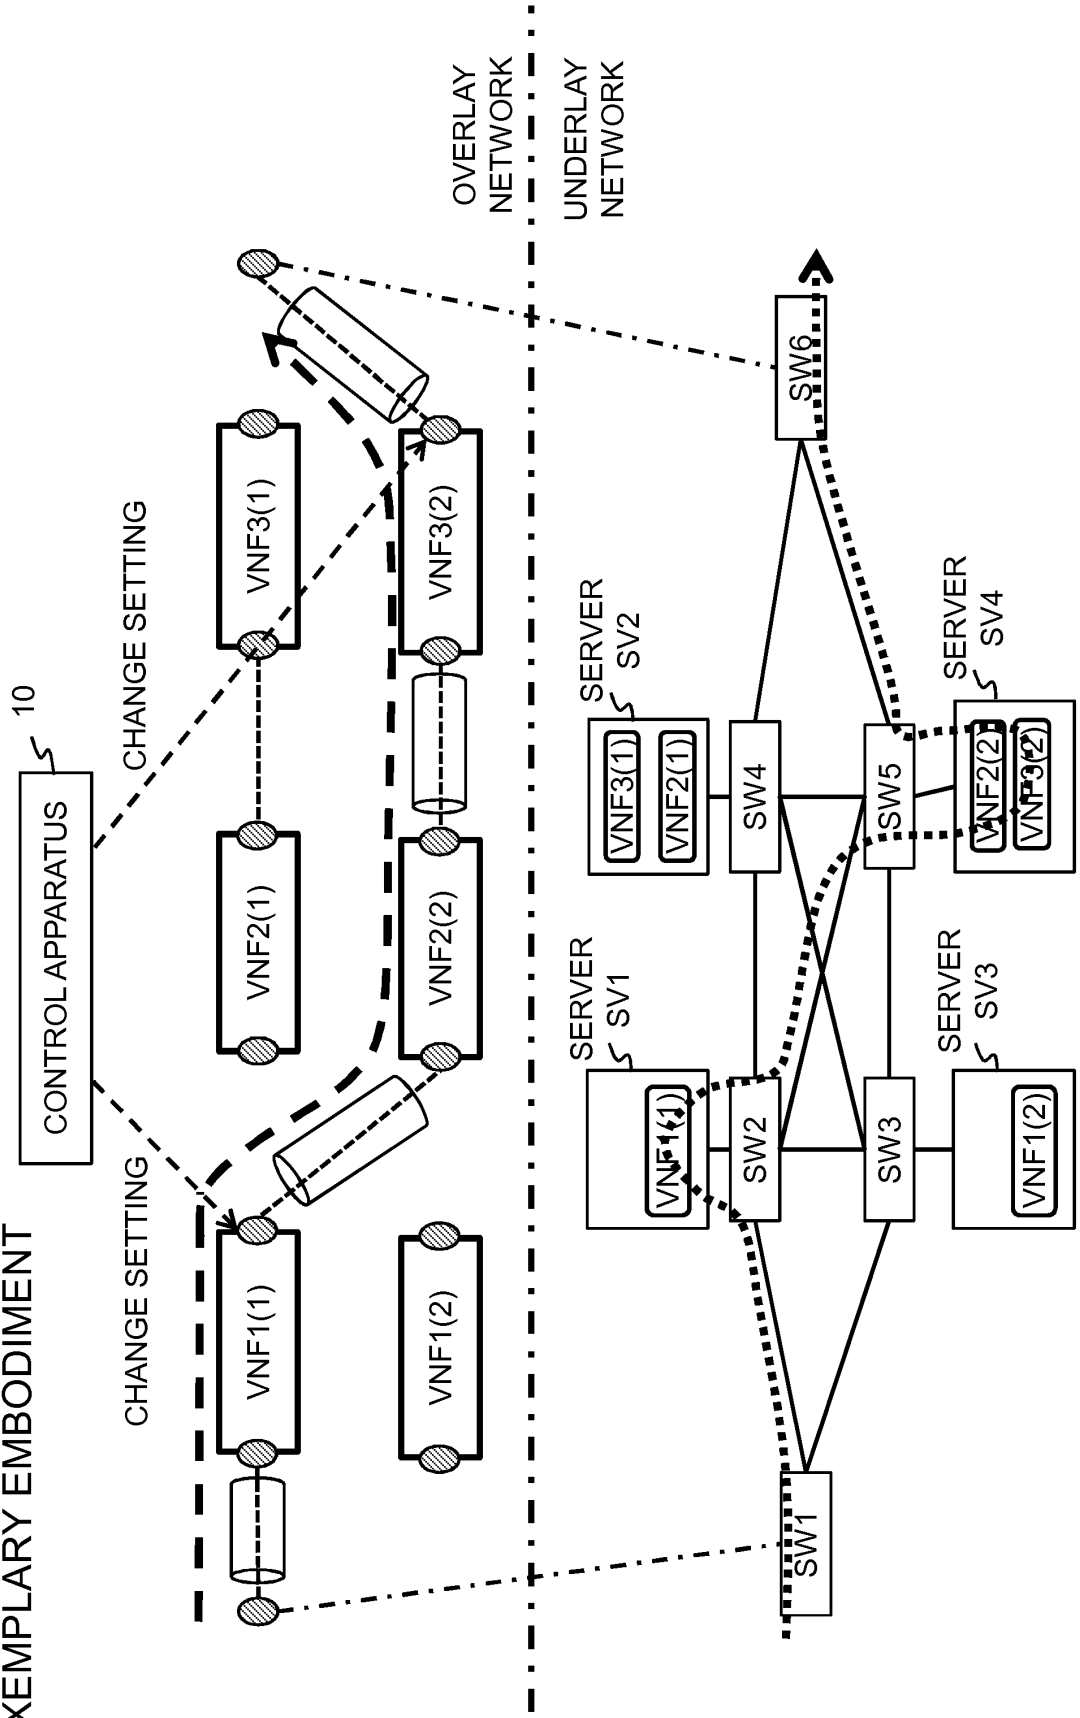 XEMPLARY EMBODIMENT
CONTROL APPARATUS
10
CHANGE SETTING
CHANGE SETTING
VNF1(1)
VNF2(1)
VNF3(1)
VNF1(2)
VNF2(2)
VNF3(2)
OVERLAY
NETWORK
UNDERLAY
NETWORK
SERVER
SV1
VNF1(1)
SERVER
SV2
VNF3(1)
VNF2(1)
SW1
SW2
SW4
SW6
SW3
SW5
SERVER
SV3
VNF1(2)
SERVER
SV4
VNF2(2
VNF3(2)